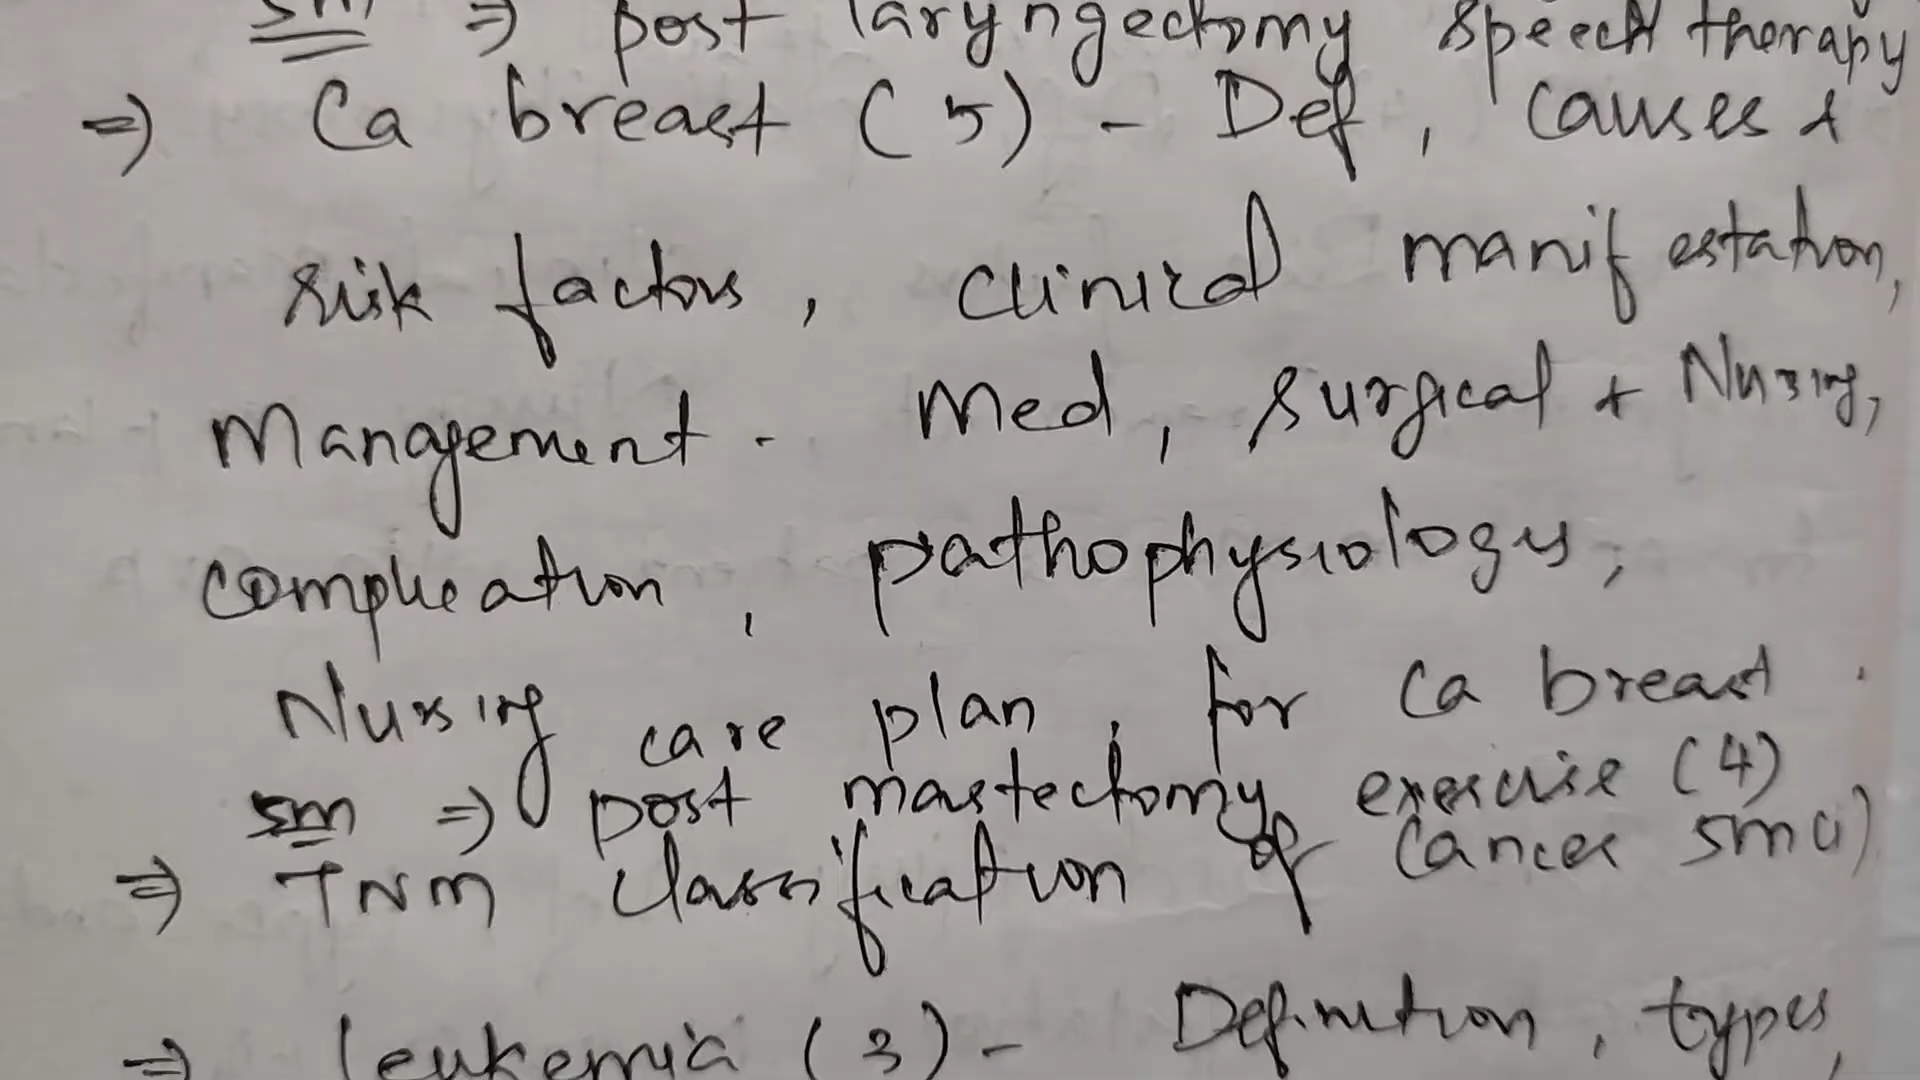 sm ⇒ post laryngectomy speech therapy
⇒ Ca breast (5) - Def, causes &
risk factors, clinical manifestation,
Management - Med, surgical + Nursing,
complication, pathophysiology,
Nursing care plan, for Ca breast.
sm ⇒ post mastectomy exercise (4)
⇒ TNM classification of Cancer sm
⇒ leukemia (3) - Definition, types,